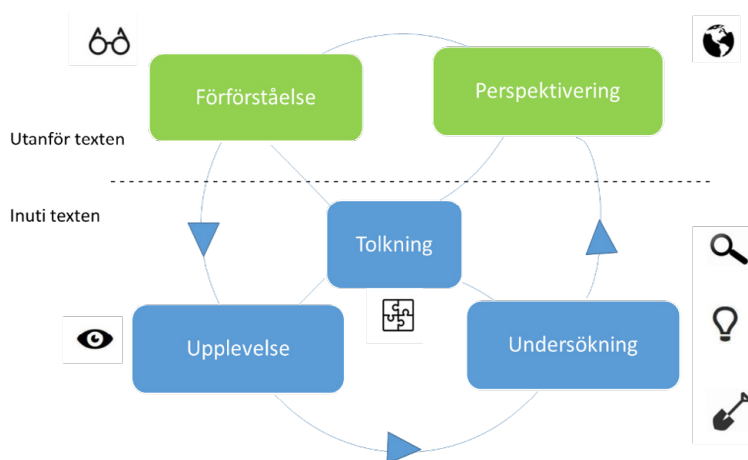 Förförståelse
Perspektivering
Utanför texten
Inuti texten
Tolkning
Upplevelse
Undersökning